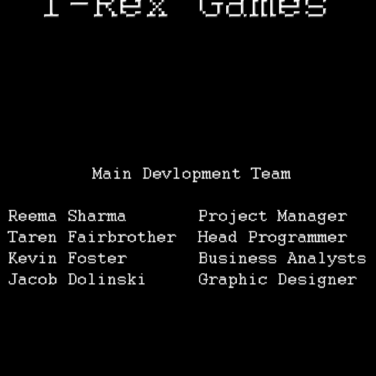 T-Rex Games
Main Devlopment Team
Reema Sharma Project Manager
Taren Fairbrother Head Programmer
Kevin Foster Business Analysts
Jacob Dolinski Graphic Designer